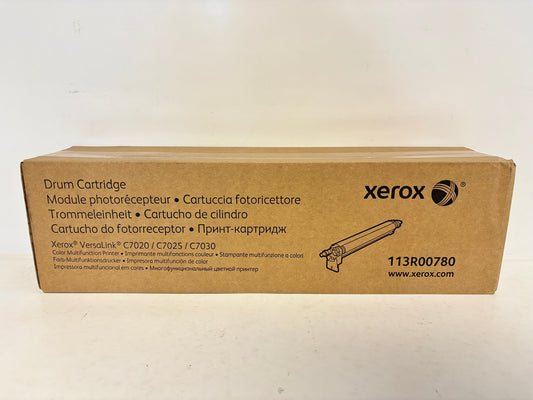 Drum Cartridge
Module photorécepteur • Cartuccia fotoricettore
Trommeleinheit • Cartucho de cilindro
Cartucho do fotorreceptor • Принт-картридж
Xerox® VersaLink® C7020 / C7025 / C7030
Color Multifunction Printer • Imprimante multifonctions couleur • Stampante multifunzione a colori
Farb-Multifunktionsdrucker • Impresora multifunción de color
Impressora multifuncional em cores • Многофункциональный цветной принтер
xerox
113R00780
www.xerox.com